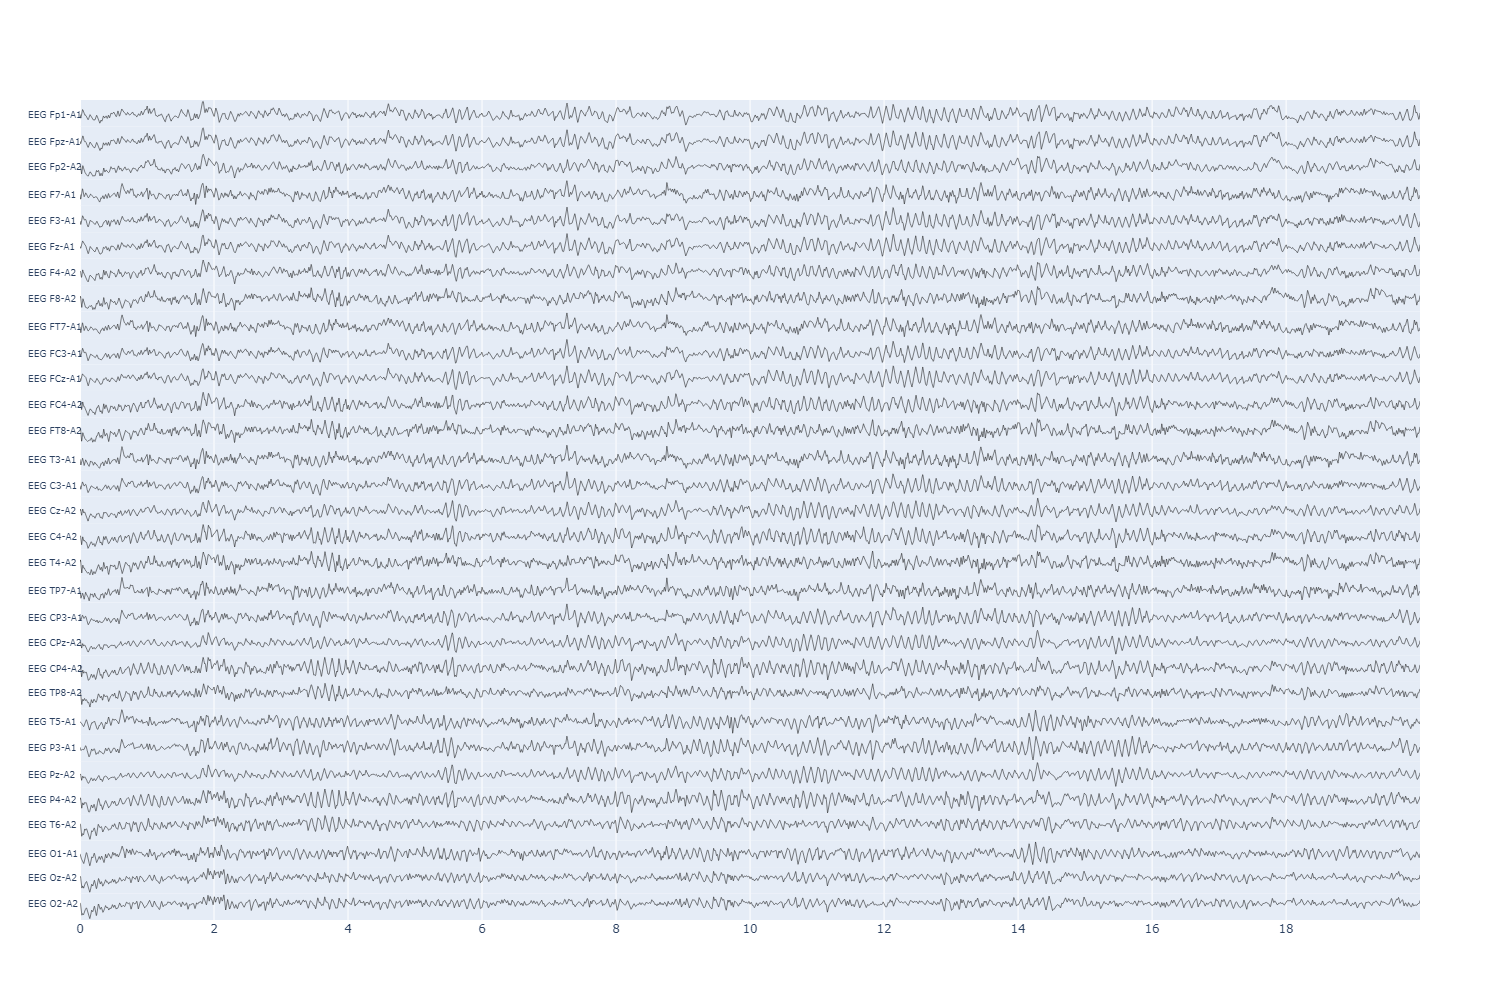 EEG Fp1-A1
EEG Fpz-A1
EEG Fp2-A2
EEG F7-A1
EEG F3-A1
EEG Fz-A1
EEG F4-A2
EEG F8-A2
EEG FT7-A1
EEG FC3-A1
EEG FCz-A1
EEG FC4-A2
EEG FT8-A2
EEG T3-A1
EEG C3-A1
EEG Cz-A2
EEG C4-A2
EEG T4-A2
EEG TP7-A1
EEG CP3-A1
EEG CPz-A2
EEG CP4-A2
EEG TP8-A2
EEG T5-A1
EEG P3-A1
EEG Pz-A2
EEG P4-A2
EEG T6-A2
EEG O1-A1
EEG Oz-A2
EEG O2-A2
0 2 4 6 8 10 12 14 16 18